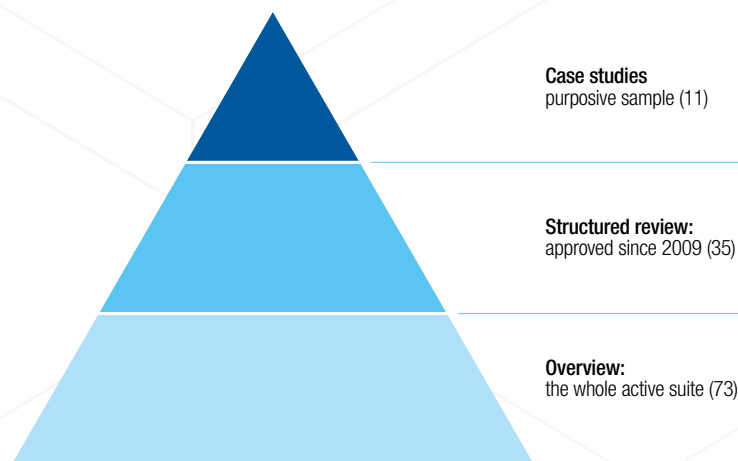 Case studies
purposive sample (11)
Structured review:
approved since 2009 (35)
Overview:
the whole active suite (73)